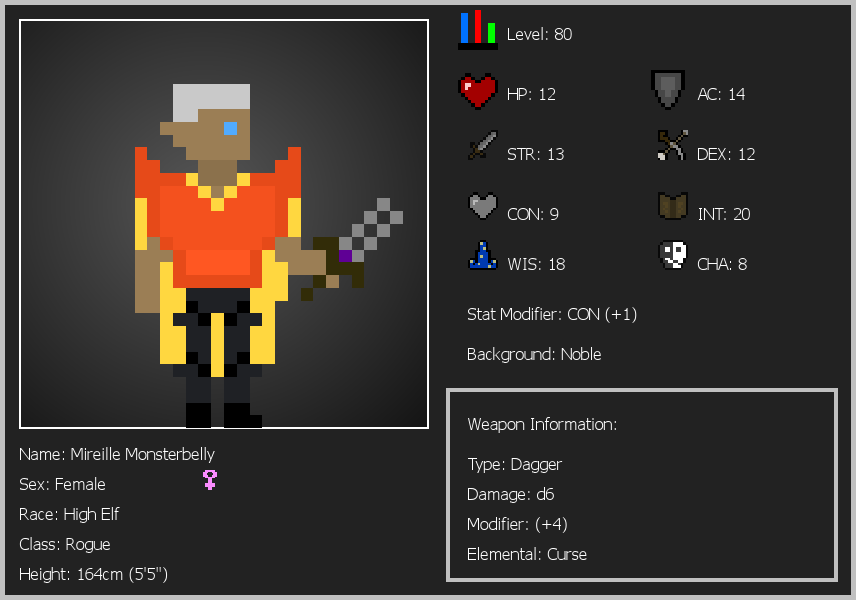 Level: 80
HP: 12
AC: 14
STR: 13
DEX: 12
CON: 9
INT: 20
WIS: 18
CHA: 8
Stat Modifier: CON (+1)
Background: Noble
Weapon Information:
Type: Dagger
Damage: d6
Modifier: (+4)
Elemental: Curse
Name: Mireille Monsterbelly
Sex: Female
Race: High Elf
Class: Rogue
Height: 164cm (5'5")